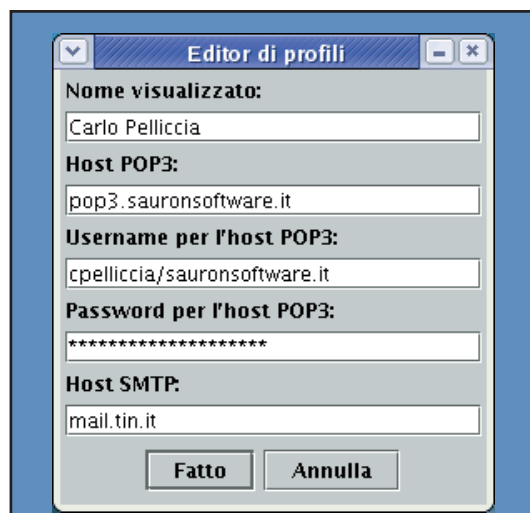 Editor di profili
Nome visualizzato:
Carlo Pelliccia
Host POP3:
pop3.sauronsoftware.it
Username per l'host POP3:
cpelliccia/sauronsoftware.it
Password per l'host POP3:
********************
Host SMTP:
mail.tin.it
Fatto Annulla